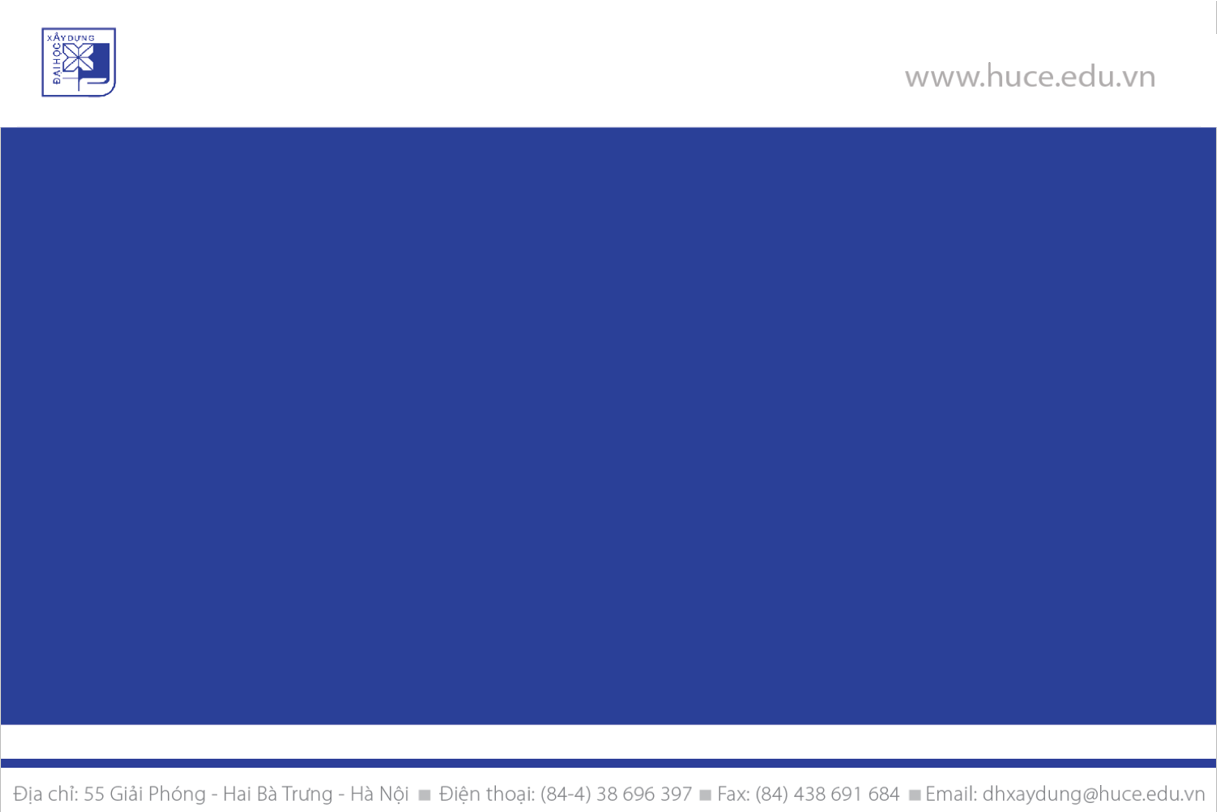 XÂY DỰNG
ĐẠI HỌC
www.huce.edu.vn
Địa chỉ: 55 Giải Phóng - Hai Bà Trưng - Hà Nội ■ Điện thoại: (84-4) 38 696 397 ■ Fax: (84) 438 691 684 ■ Email: dhxaydung@huce.edu.vn